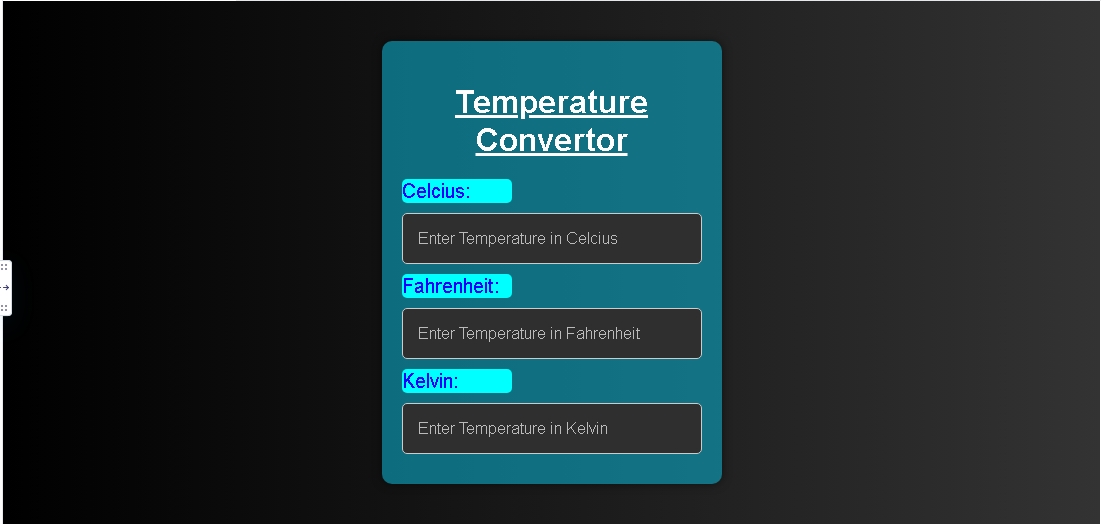 Temperature
Convertor
Celcius:
Enter Temperature in Celcius
Fahrenheit:
Enter Temperature in Fahrenheit
Kelvin:
Enter Temperature in Kelvin